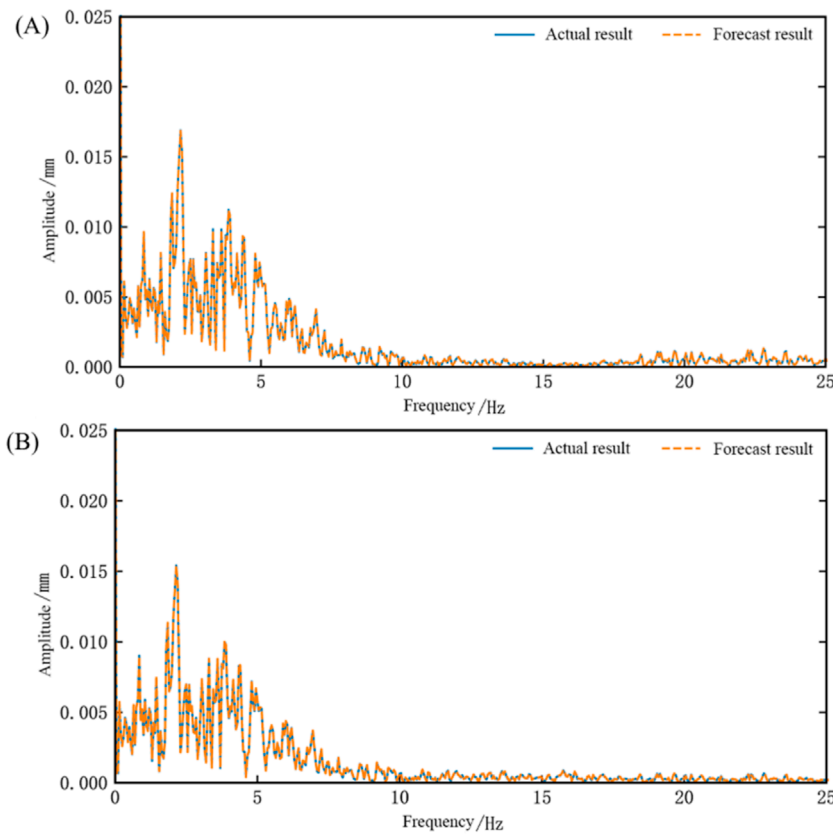 (A)
0.025
Actual result Forecast result
0.020
0.015
Amplitude/mm
0.010
0.005
0.000
0 5 10 15 20 25
Frequency/Hz
(B)
0.025
Actual result Forecast result
0.020
0.015
Amplitude/mm
0.010
0.005
0.000
0 5 10 15 20 25
Frequency/Hz